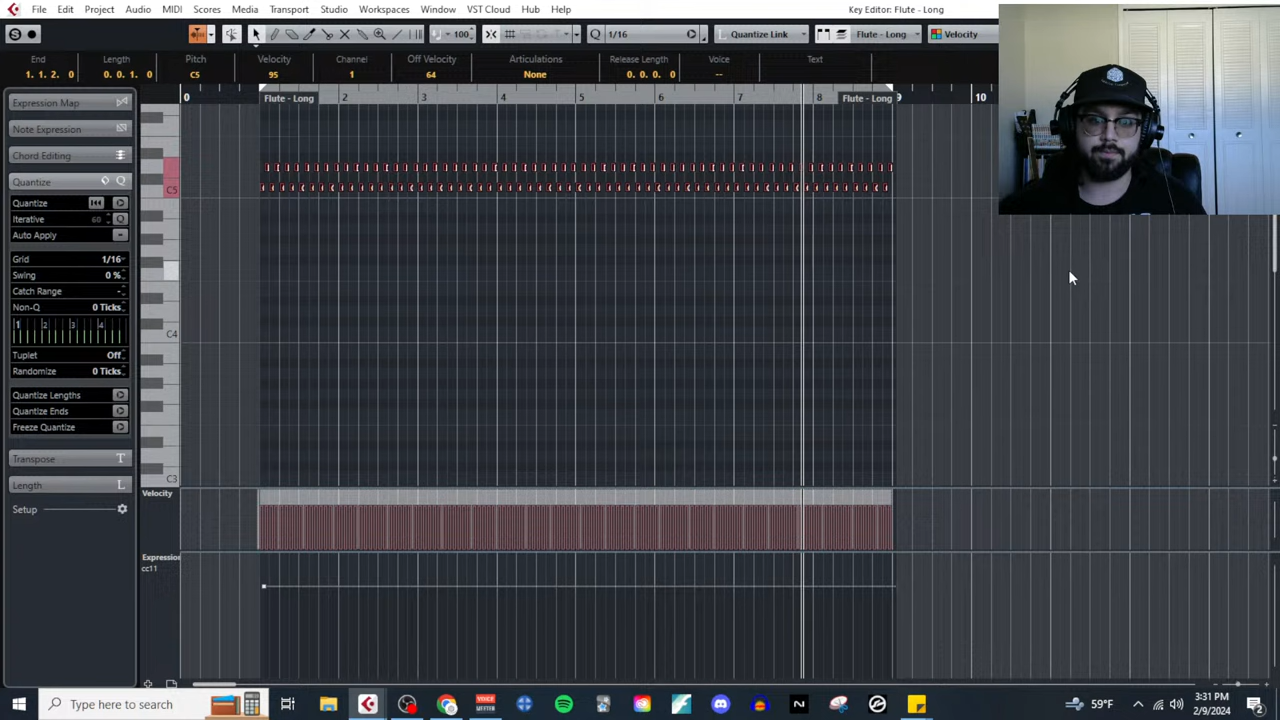 File Edit Project Audio MIDI Scores Media Transport Studio Workspaces Window VST Cloud Hub Help Key Editor: Flute - Long
100 Q 1/16 Quantize Link Flute - Long Velocity
End Length Pitch Velocity Channel Off Velocity Articulations Release Length Voice Text
1. 1. 2. 0 0. 0. 1. 0 C5 95 1 64 None 0. 0. 0. 0 --
Expression Map
Note Expression
Chord Editing
Quantize
Quantize
Iterative 60
Auto Apply
Grid 1/16
Swing 0 %
Catch Range -
Non-Q 0 Ticks
1 2 3 4
Tuplet Off
Randomize 0 Ticks
Quantize Lengths
Quantize Ends
Freeze Quantize
Transpose
Length
Setup
0 Flute - Long 2 3 4 5 6 7 8 Flute - Long 9 10
C5
C4
C3
Velocity
Expression
cc11
Type here to search
59°F
3:31 PM
2/9/2024